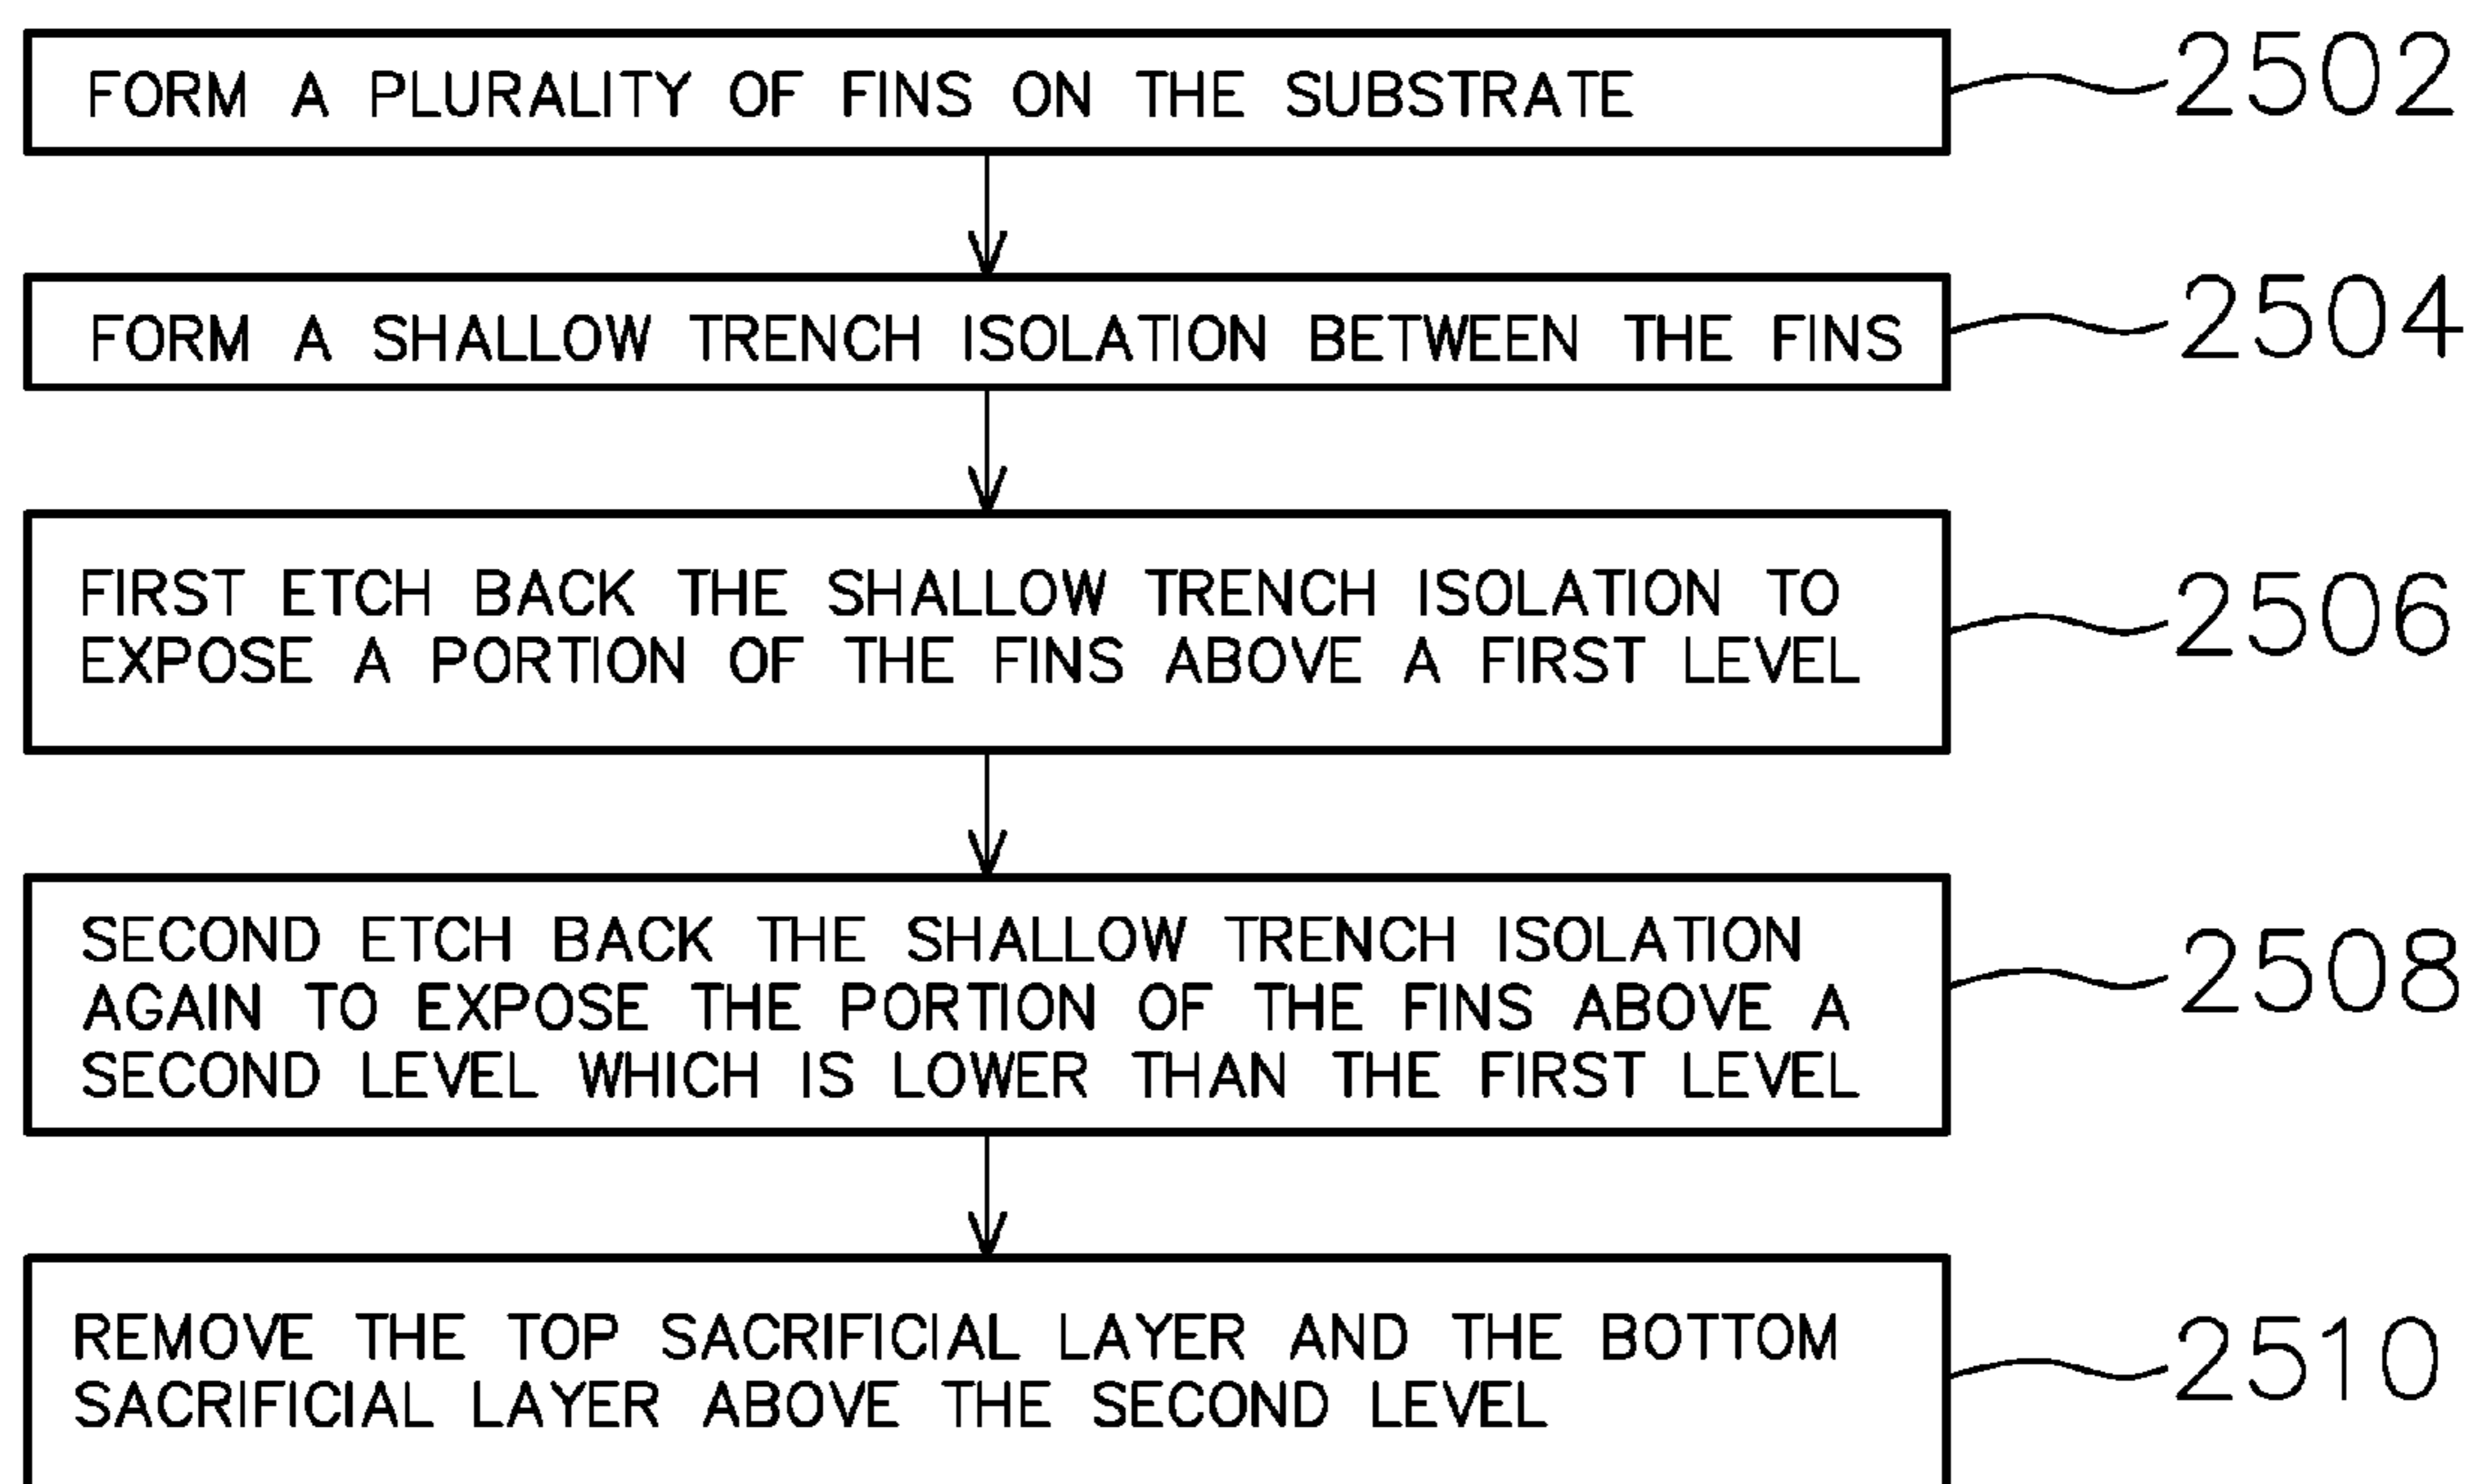 FORM A PLURALITY OF FINS ON THE SUBSTRATE
2502
FORM A SHALLOW TRENCH ISOLATION BETWEEN THE FINS
2504
FIRST ETCH BACK THE SHALLOW TRENCH ISOLATION TO
EXPOSE A PORTION OF THE FINS ABOVE A FIRST LEVEL
2506
SECOND ETCH BACK THE SHALLOW TRENCH ISOLATION
AGAIN TO EXPOSE THE PORTION OF THE FINS ABOVE A
SECOND LEVEL WHICH IS LOWER THAN THE FIRST LEVEL
2508
REMOVE THE TOP SACRIFICIAL LAYER AND THE BOTTOM
SACRIFICIAL LAYER ABOVE THE SECOND LEVEL
2510